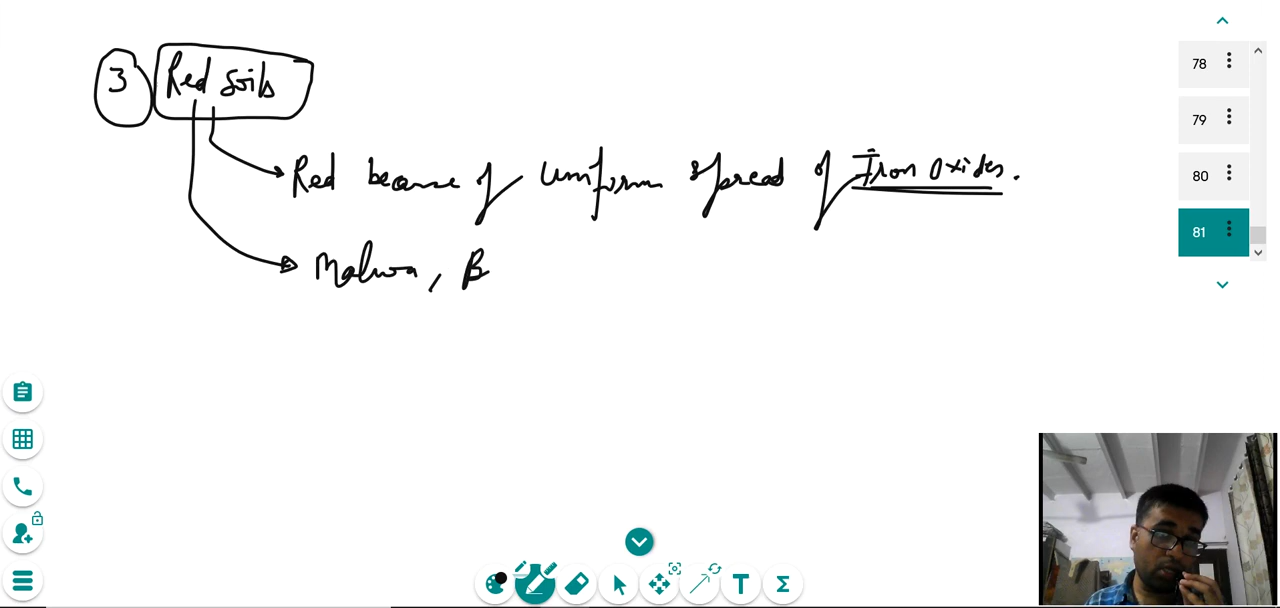 3 Red Soils
Red because of Uniform Spread of Iron Oxides.
Malwa, B
78
79
80
81
T
Σ